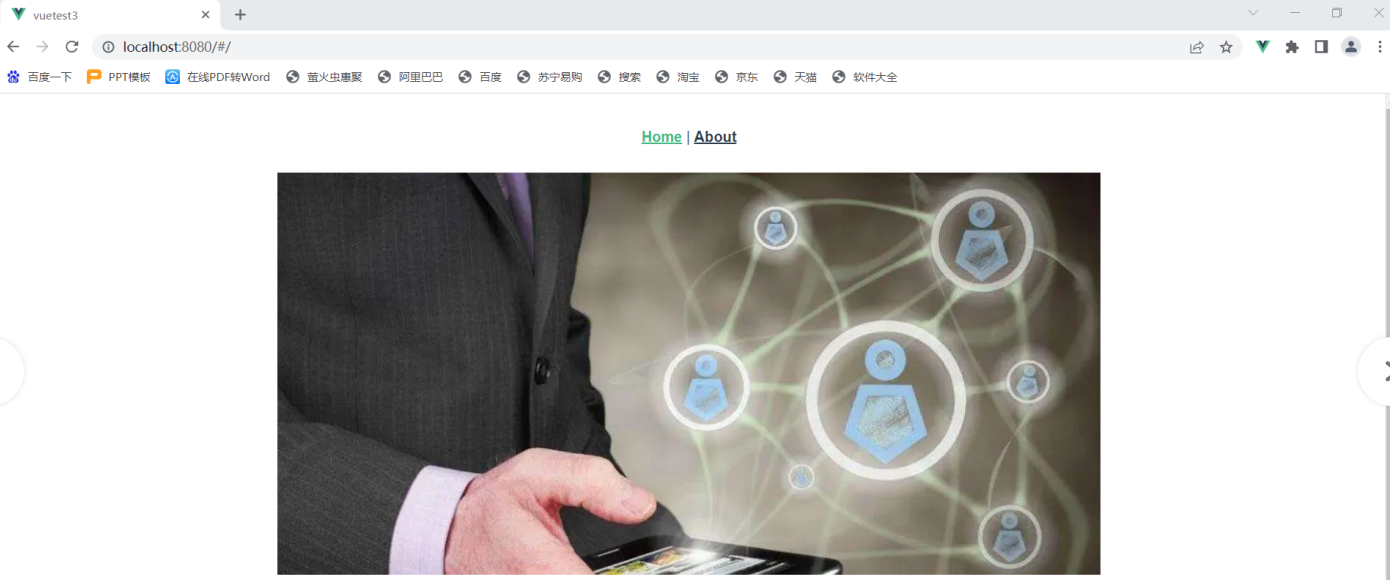 vuetest3
localhost:8080/#/
百度一下 PPT模板 在线PDF转Word 萤火虫惠聚 阿里巴巴 百度 苏宁易购 搜索 淘宝 京东 天猫 软件大全
Home | About